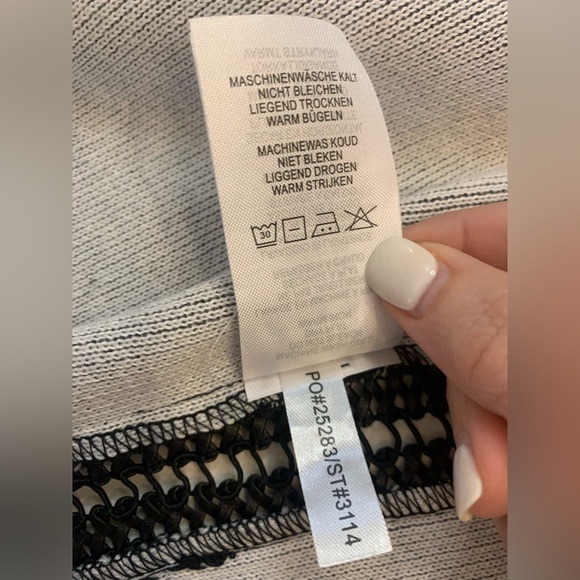 MASCHINENWÄSCHE KALT
NICHT BLEICHEN
LIEGEND TROCKNEN
WARM BÜGELN
MACHINEWAS KOUD
NIET BLEKEN
LIGGEND DROGEN
WARM STRIJKEN
30
PO#25283/ST#3114